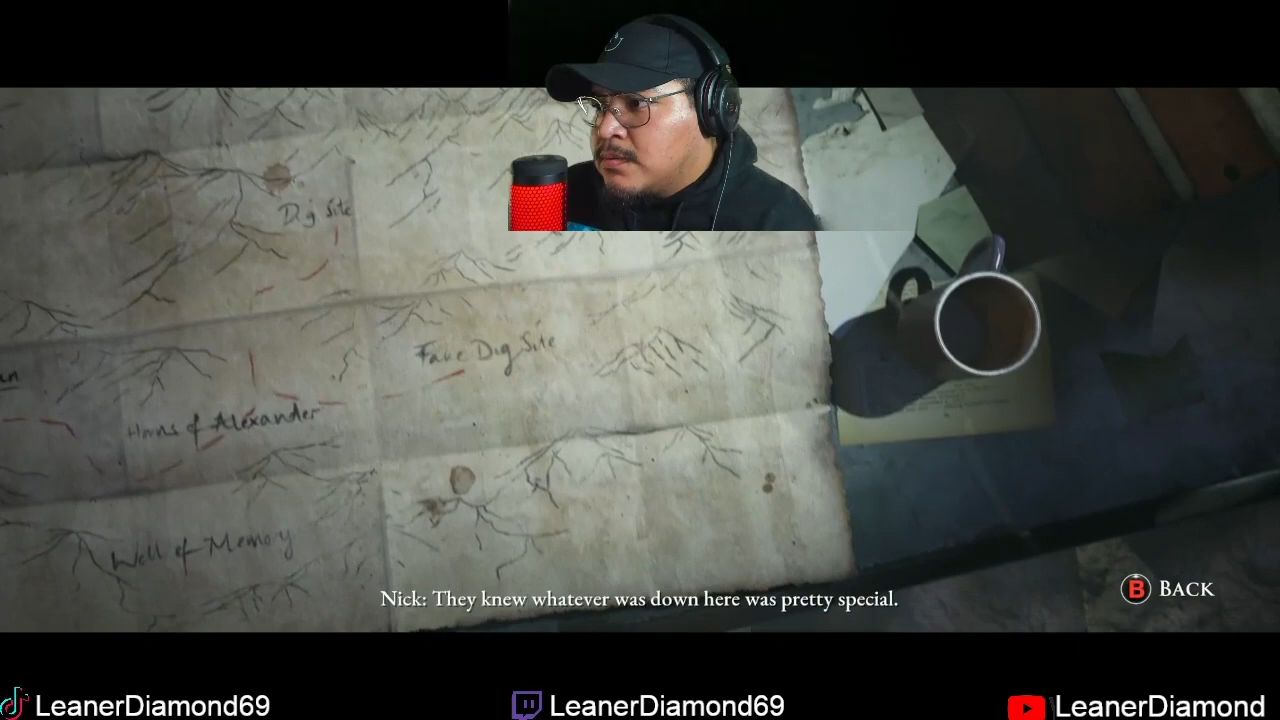 Dig Site
Fake Dig Site
Horns of Alexander
Well of Memory
Nick: They knew whatever was down here was pretty special.
B BACK
LeanerDiamond69
LeanerDiamond69
LeanerDiamond